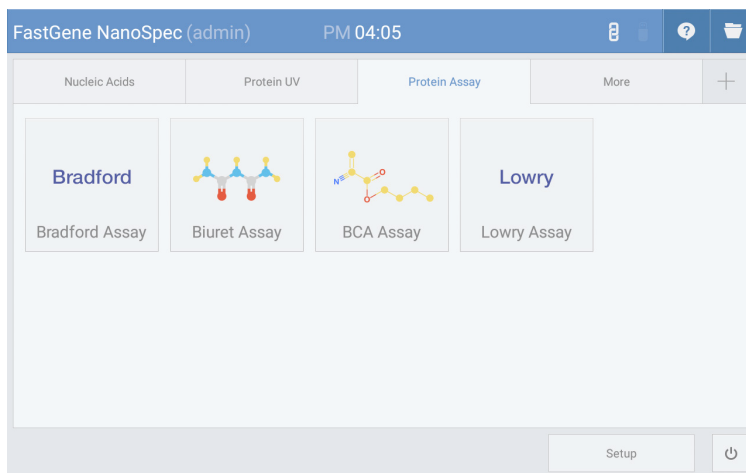 FastGene NanoSpec (admin) PM 04:05
Nucleic Acids Protein UV Protein Assay More
Bradford Lowry
N O O
Bradford Assay Biuret Assay BCA Assay Lowry Assay
Setup